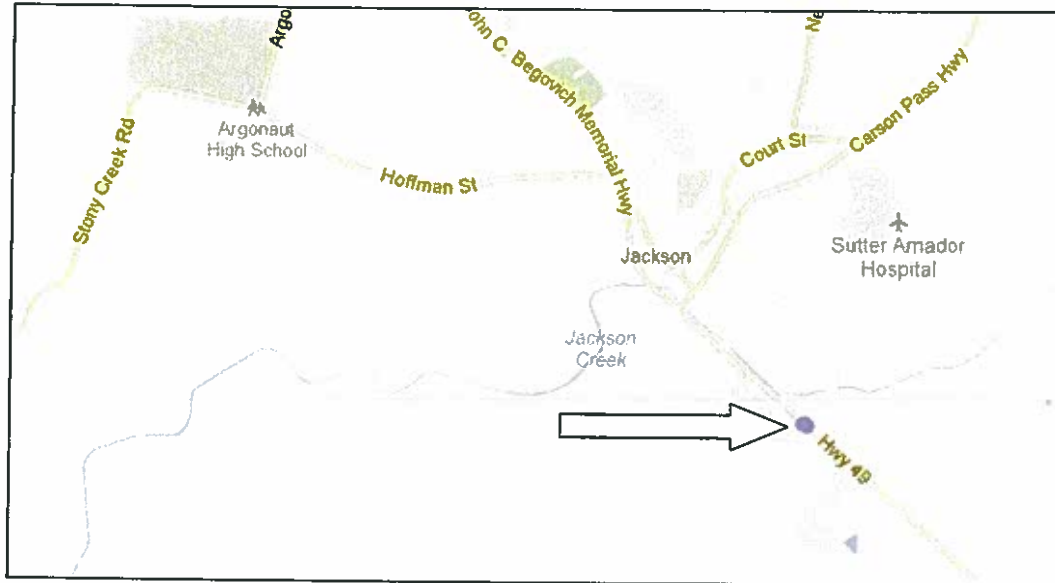 Argo
John C. Begovich Memorial Hwy
Ne
Carson Pass Hwy
Stony Creek Rd
Argonaut
High School
Court St
Hoffman St
Jackson
Sutter Amador
Hospital
Jackson
Creek
Hwy 49